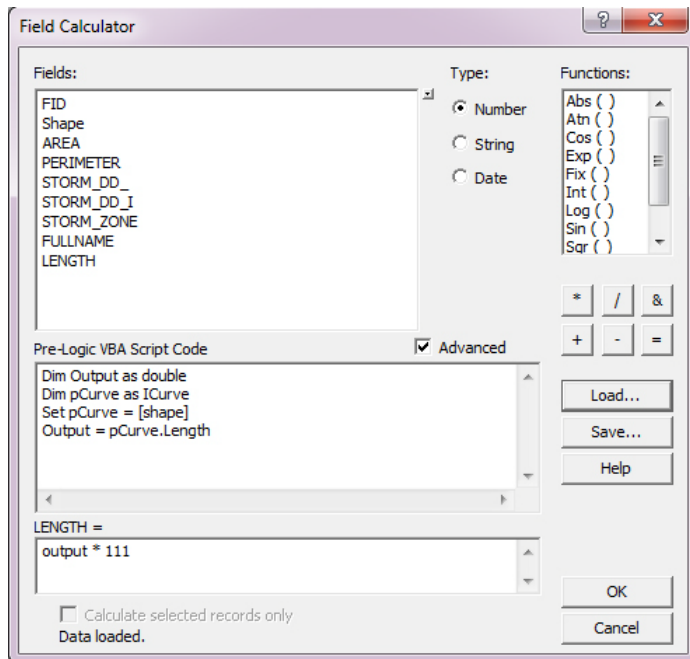 Field Calculator
?
X
Fields:
FID
Shape
AREA
PERIMETER
STORM_DD_
STORM_DD_I
STORM_ZONE
FULLNAME
LENGTH
Type:
Number
String
Date
Functions:
Abs ( )
Atn ( )
Cos ( )
Exp ( )
Fix ( )
Int ( )
Log ( )
Sin ( )
Sqr ( )
* / &
+ - =
Pre-Logic VBA Script Code
Advanced
Dim Output as double
Dim pCurve as ICurve
Set pCurve = [shape]
Output = pCurve.Length
Load...
Save...
Help
LENGTH =
output * 111
Calculate selected records only
Data loaded.
OK
Cancel